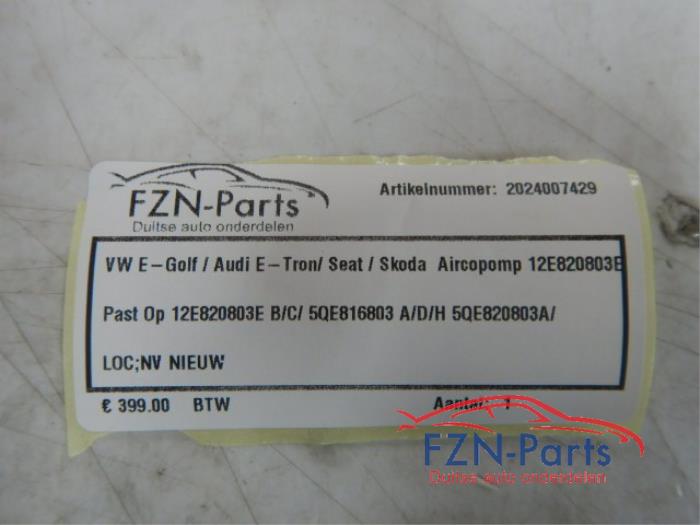 FZN-Parts
Duitse auto onderdelen
Artikelnummer: 2024007429
VW E-Golf / Audi E-Tron/ Seat / Skoda Aircopomp 12E820803E
Past Op 12E820803E B/C/ 5QE816803 A/D/H 5QE820803A/
LOC;NV NIEUW
€ 399.00 BTW
Aantal: 1
FZN-Parts
Duitse auto onderdelen